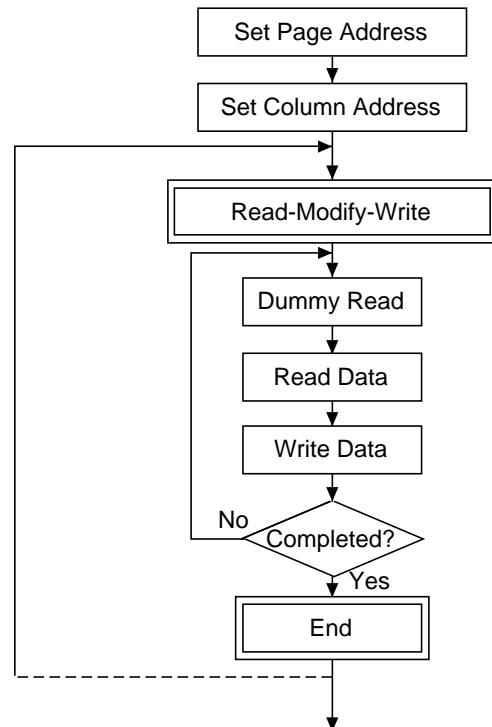 Set Page Address
Set Column Address
Read-Modify-Write
Dummy Read
Read Data
Write Data
No
Completed?
Yes
End